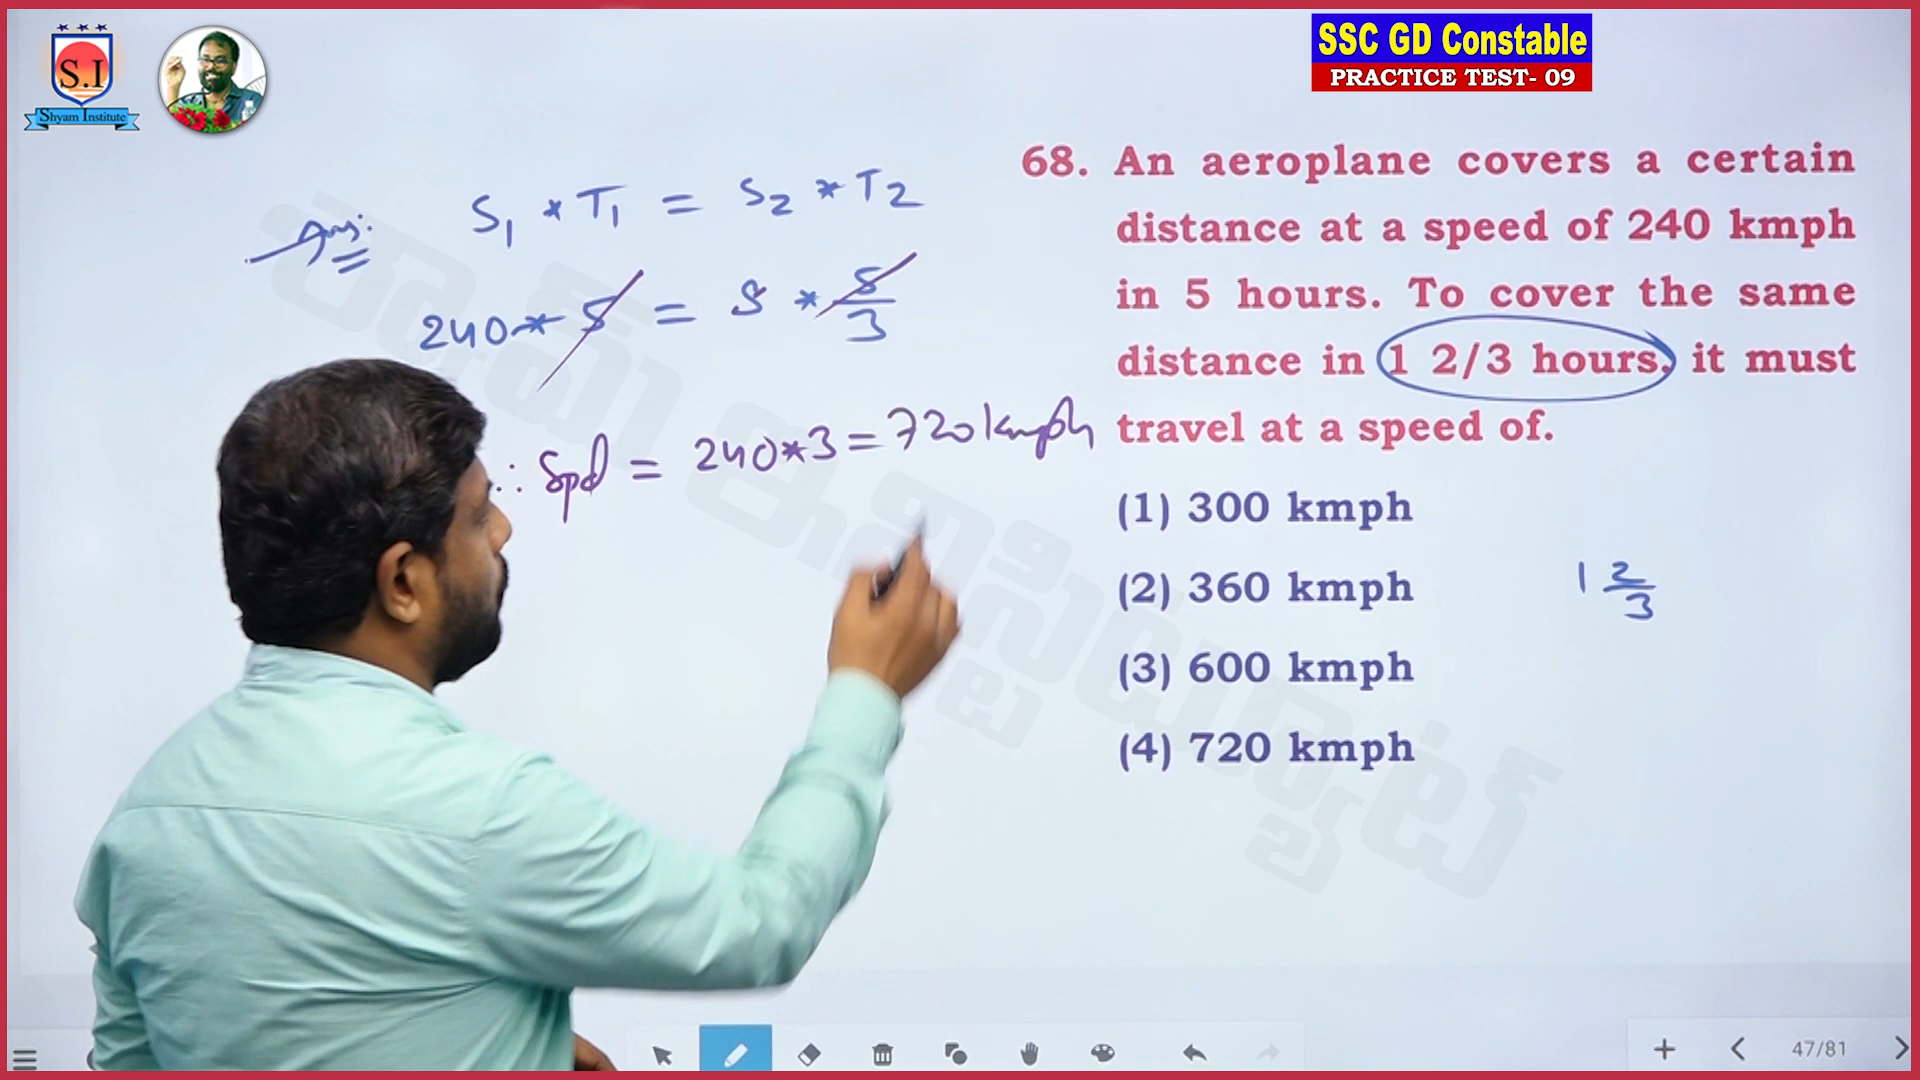 S.I
Shyam Institute
SSC GD Constable
PRACTICE TEST- 09
Ans:
S₁ * T₁ = S₂ * T₂
240 * 5 = S * 5/3
∴ Spd = 240*3 = 720 kmph
68. An aeroplane covers a certain
distance at a speed of 240 kmph
in 5 hours. To cover the same
distance in 1 2/3 hours, it must
travel at a speed of.
(1) 300 kmph
(2) 360 kmph
(3) 600 kmph
(4) 720 kmph
1 2/3
47/81